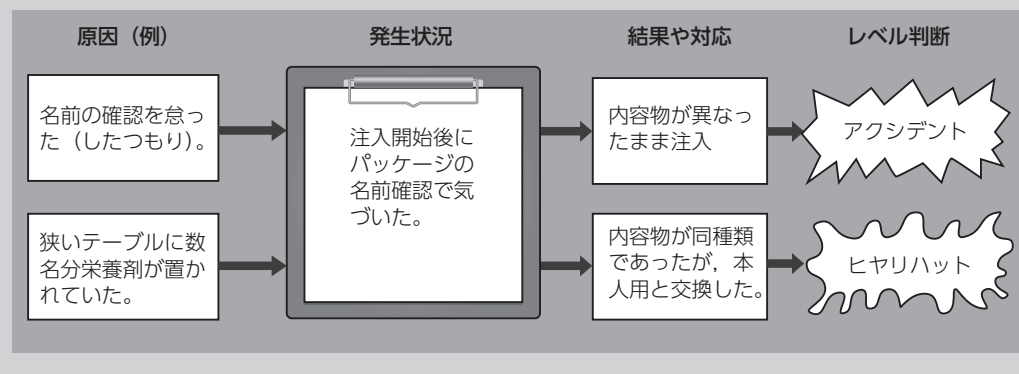 原因（例）
発生状況
結果や対応
レベル判断
名前の確認を怠っ
た（したつもり）。
狭いテーブルに数
名分栄養剤が置か
れていた。
注入開始後に
パッケージの
名前確認で気
づいた。
内容物が異なっ
たまま注入
内容物が同種類
であったが，本
人用と交換した。
アクシデント
ヒヤリハット